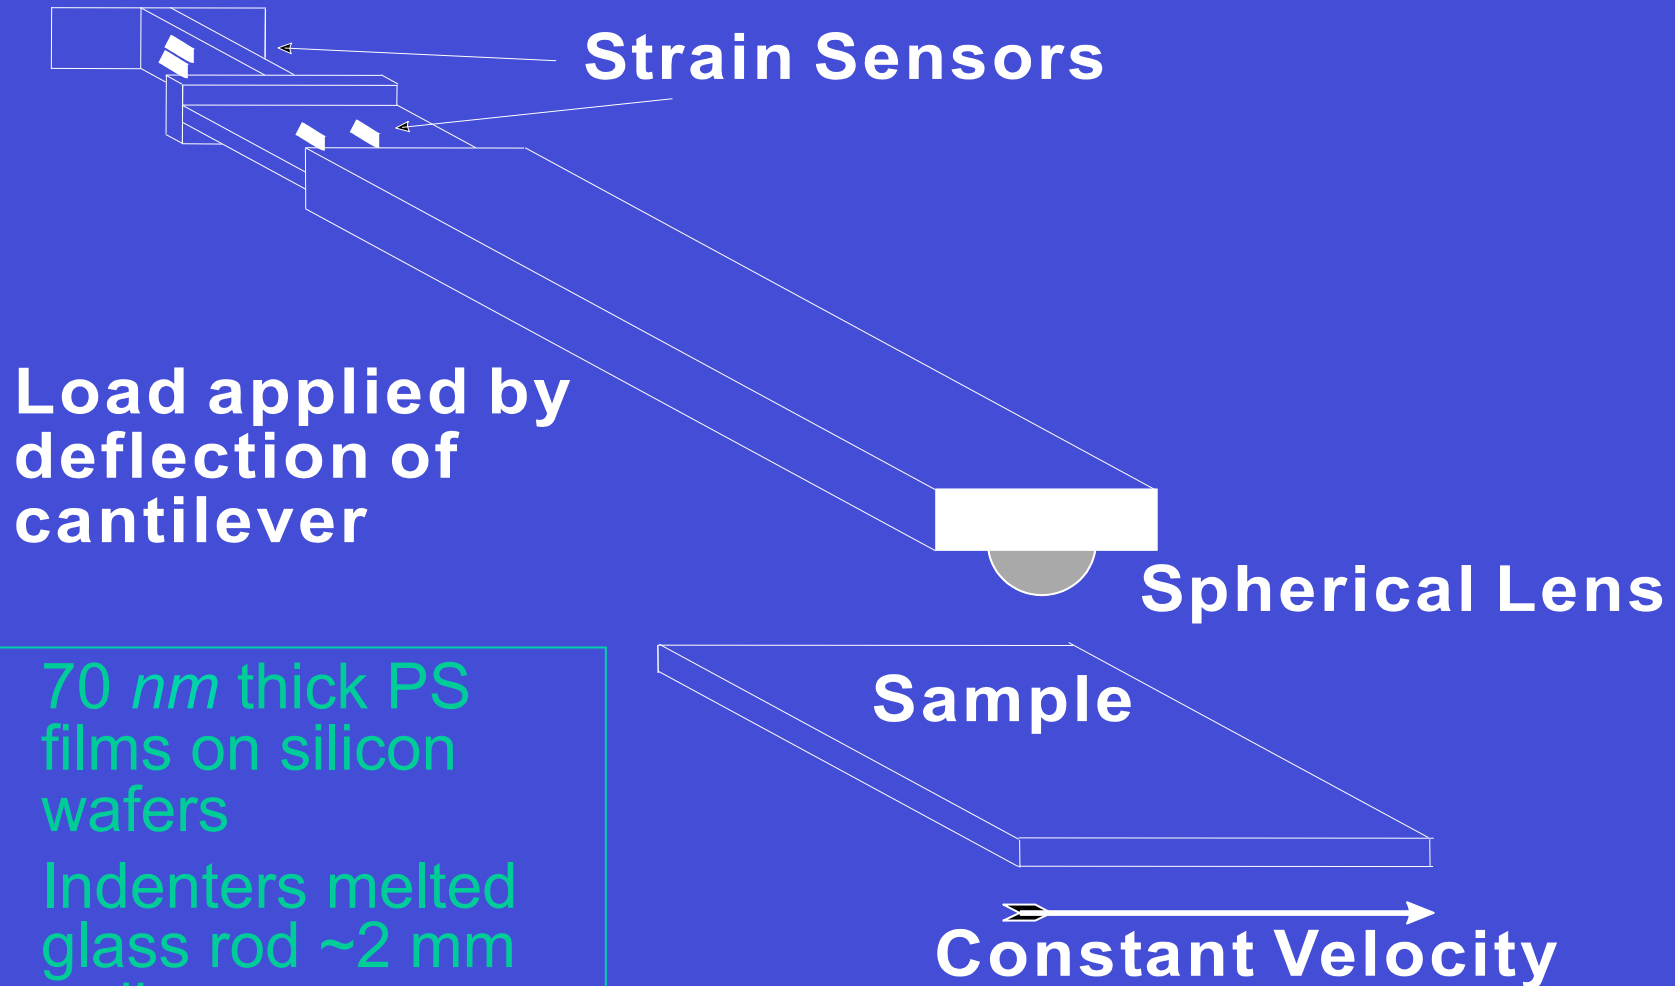 Strain Sensors
Load applied by
deflection of
cantilever
Spherical Lens
Sample
70 nm thick PS
films on silicon
wafers
Indenters melted
glass rod ~2 mm
Constant Velocity